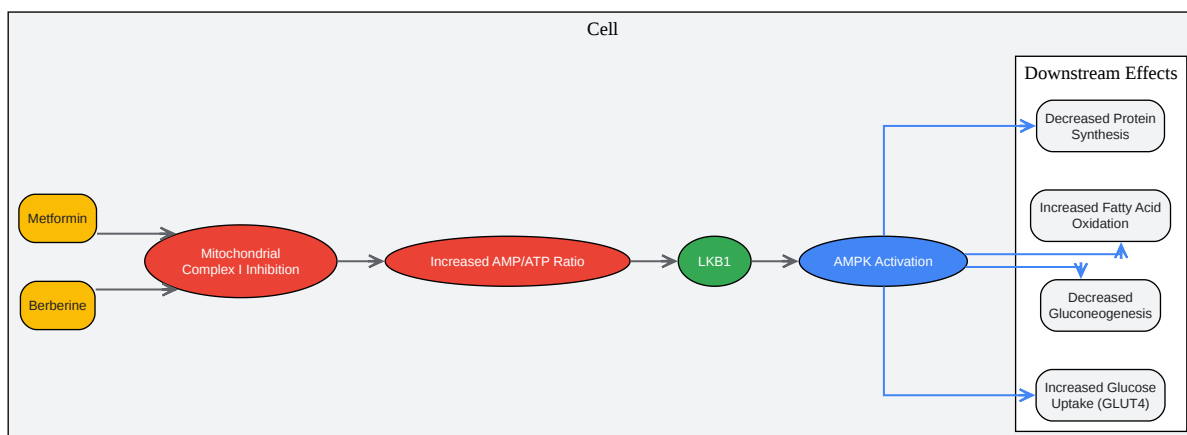 Cell
Downstream Effects
Decreased Protein
Synthesis
Metformin
Increased Fatty Acid
Oxidation
Mitochondrial
Complex I Inhibition
Increased AMP/ATP Ratio
LKB1
AMPK Activation
Berberine
Decreased
Gluconeogenesis
Increased Glucose
Uptake (GLUT4)